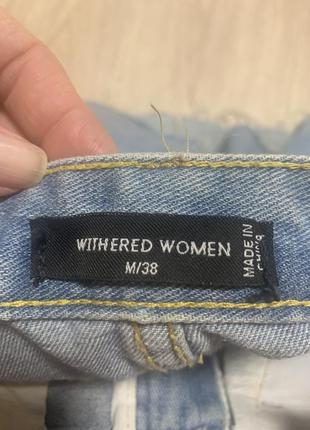 WITHERED WOMEN
M/38
MADE IN
CHINA